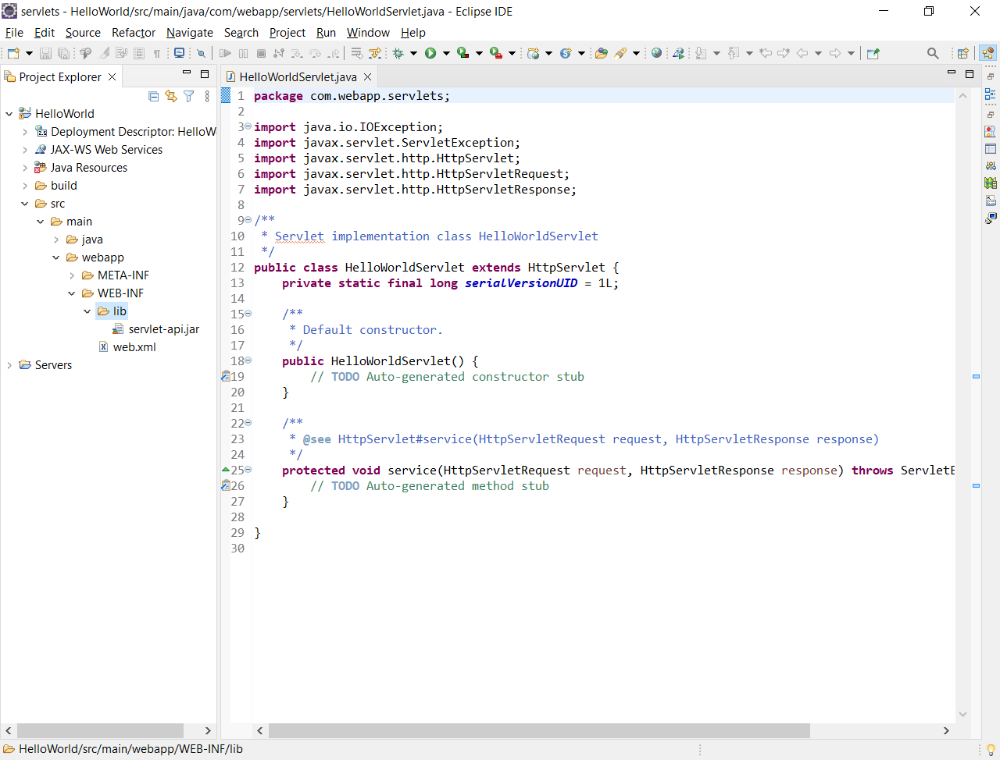 servlets - HelloWorld/src/main/java/com/webapp/servlets/HelloWorldServlet.java - Eclipse IDE
File Edit Source Refactor Navigate Search Project Run Window Help
Project Explorer
HelloWorld
Deployment Descriptor: HelloW
JAX-WS Web Services
Java Resources
build
src
main
java
webapp
META-INF
WEB-INF
lib
servlet-api.jar
web.xml
Servers
HelloWorldServlet.java
1 package com.webapp.servlets;
2
3 import java.io.IOException;
4 import javax.servlet.ServletException;
5 import javax.servlet.http.HttpServlet;
6 import javax.servlet.http.HttpServletRequest;
7 import javax.servlet.http.HttpServletResponse;
8
9 /**
10 * Servlet implementation class HelloWorldServlet
11 */
12 public class HelloWorldServlet extends HttpServlet {
13 private static final long serialVersionUID = 1L;
14
15 /**
16 * Default constructor.
17 */
18 public HelloWorldServlet() {
19 // TODO Auto-generated constructor stub
20 }
21
22 /**
23 * @see HttpServlet#service(HttpServletRequest request, HttpServletResponse response)
24 */
25 protected void service(HttpServletRequest request, HttpServletResponse response) throws ServletE
26 // TODO Auto-generated method stub
27 }
28
29 }
30
HelloWorld/src/main/webapp/WEB-INF/lib